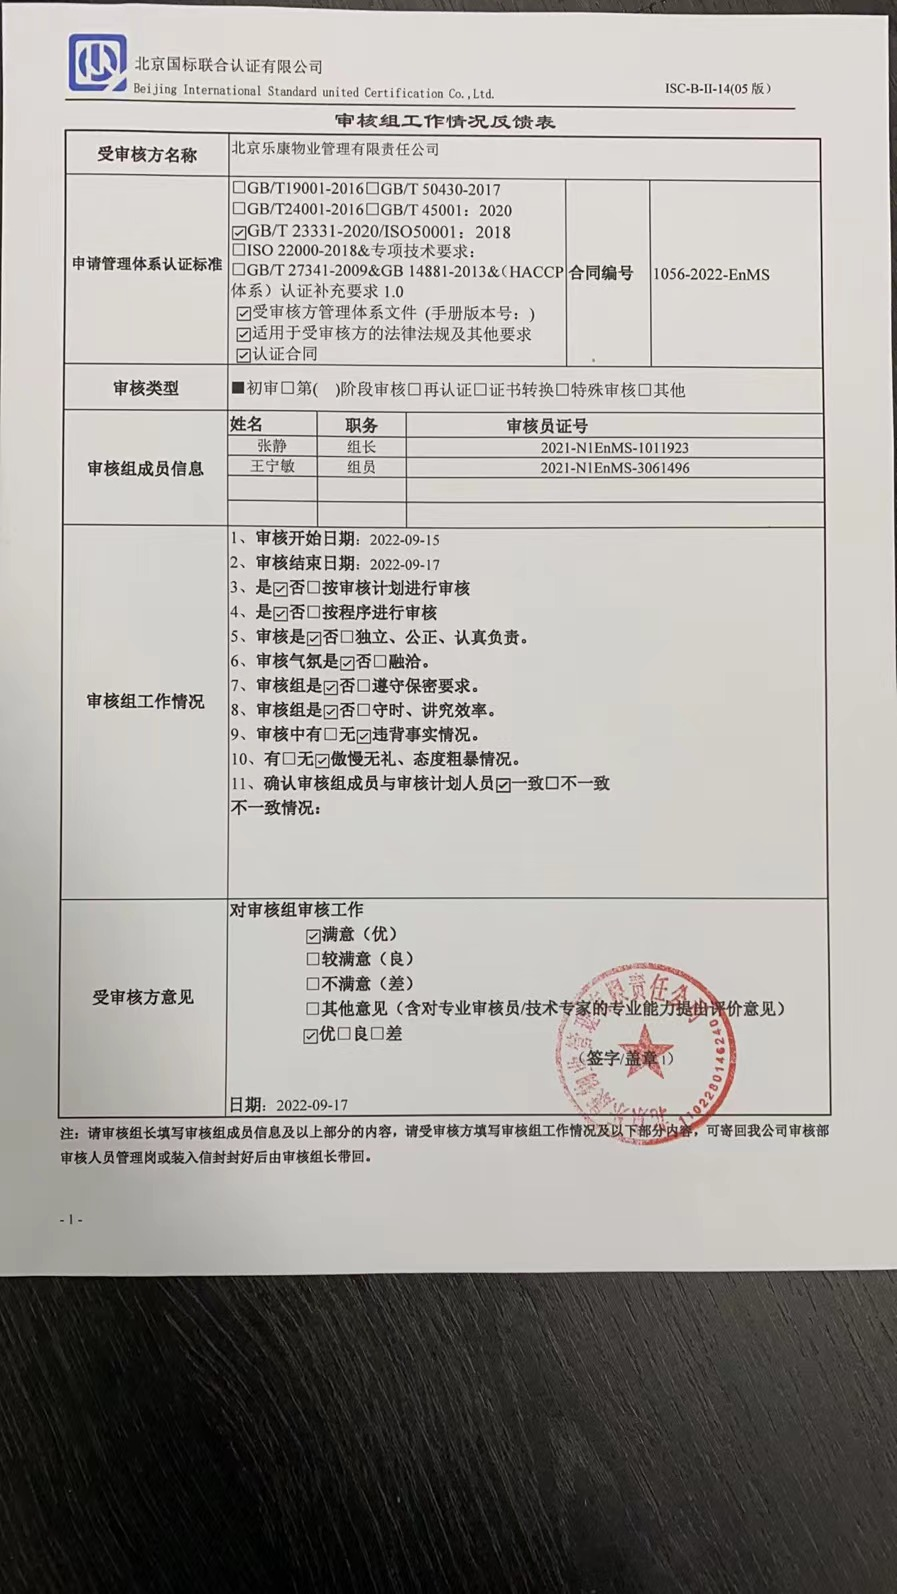 北京国标联合认证有限公司
Beijing International Standard united Certification Co.,Ltd.
ISC-B-II-14(05 版)
审核组工作情况反馈表
受审核方名称
北京乐康物业管理有限责任公司
申请管理体系认证标准
□GB/T19001-2016□GB/T 50430-2017
□GB/T24001-2016□GB/T 45001：2020
☑GB/T 23331-2020/ISO50001：2018
□ISO 22000-2018&专项技术要求：
□GB/T 27341-2009&GB 14881-2013&（HACCP
体系）认证补充要求 1.0
☑受审核方管理体系文件（手册版本号：）
☑适用于受审核方的法律法规及其他要求
☑认证合同
合同编号
1056-2022-EnMS
审核类型
■初审□第(　)阶段审核□再认证□证书转换□特殊审核□其他
审核组成员信息
姓名 职务 审核员证号
张静 组长 2021-N1EnMS-1011923
王宁敏 组员 2021-N1EnMS-3061496
审核组工作情况
1、审核开始日期：2022-09-15
2、审核结束日期：2022-09-17
3、是☑否□按审核计划进行审核
4、是☑否□按程序进行审核
5、审核是☑否□独立、公正、认真负责。
6、审核气氛是☑否□融洽。
7、审核组是☑否□遵守保密要求。
8、审核组是☑否□守时、讲究效率。
9、审核中有□无☑违背事实情况。
10、有□无☑傲慢无礼、态度粗暴情况。
11、确认审核组成员与审核计划人员☑一致□不一致
不一致情况：
受审核方意见
对审核组审核工作
☑满意（优）
□较满意（良）
□不满意（差）
□其他意见（含对专业审核员/技术专家的专业能力提出评价意见）
☑优□良□差
（签字/盖章）
日期：2022-09-17
北京乐康物业管理有限责任公司
1102280146240
注：请审核组长填写审核组成员信息及以上部分的内容，请受审核方填写审核组工作情况及以下部分内容，可寄回我公司审核部
审核人员管理岗或装入信封封好后由审核组长带回。
- 1 -